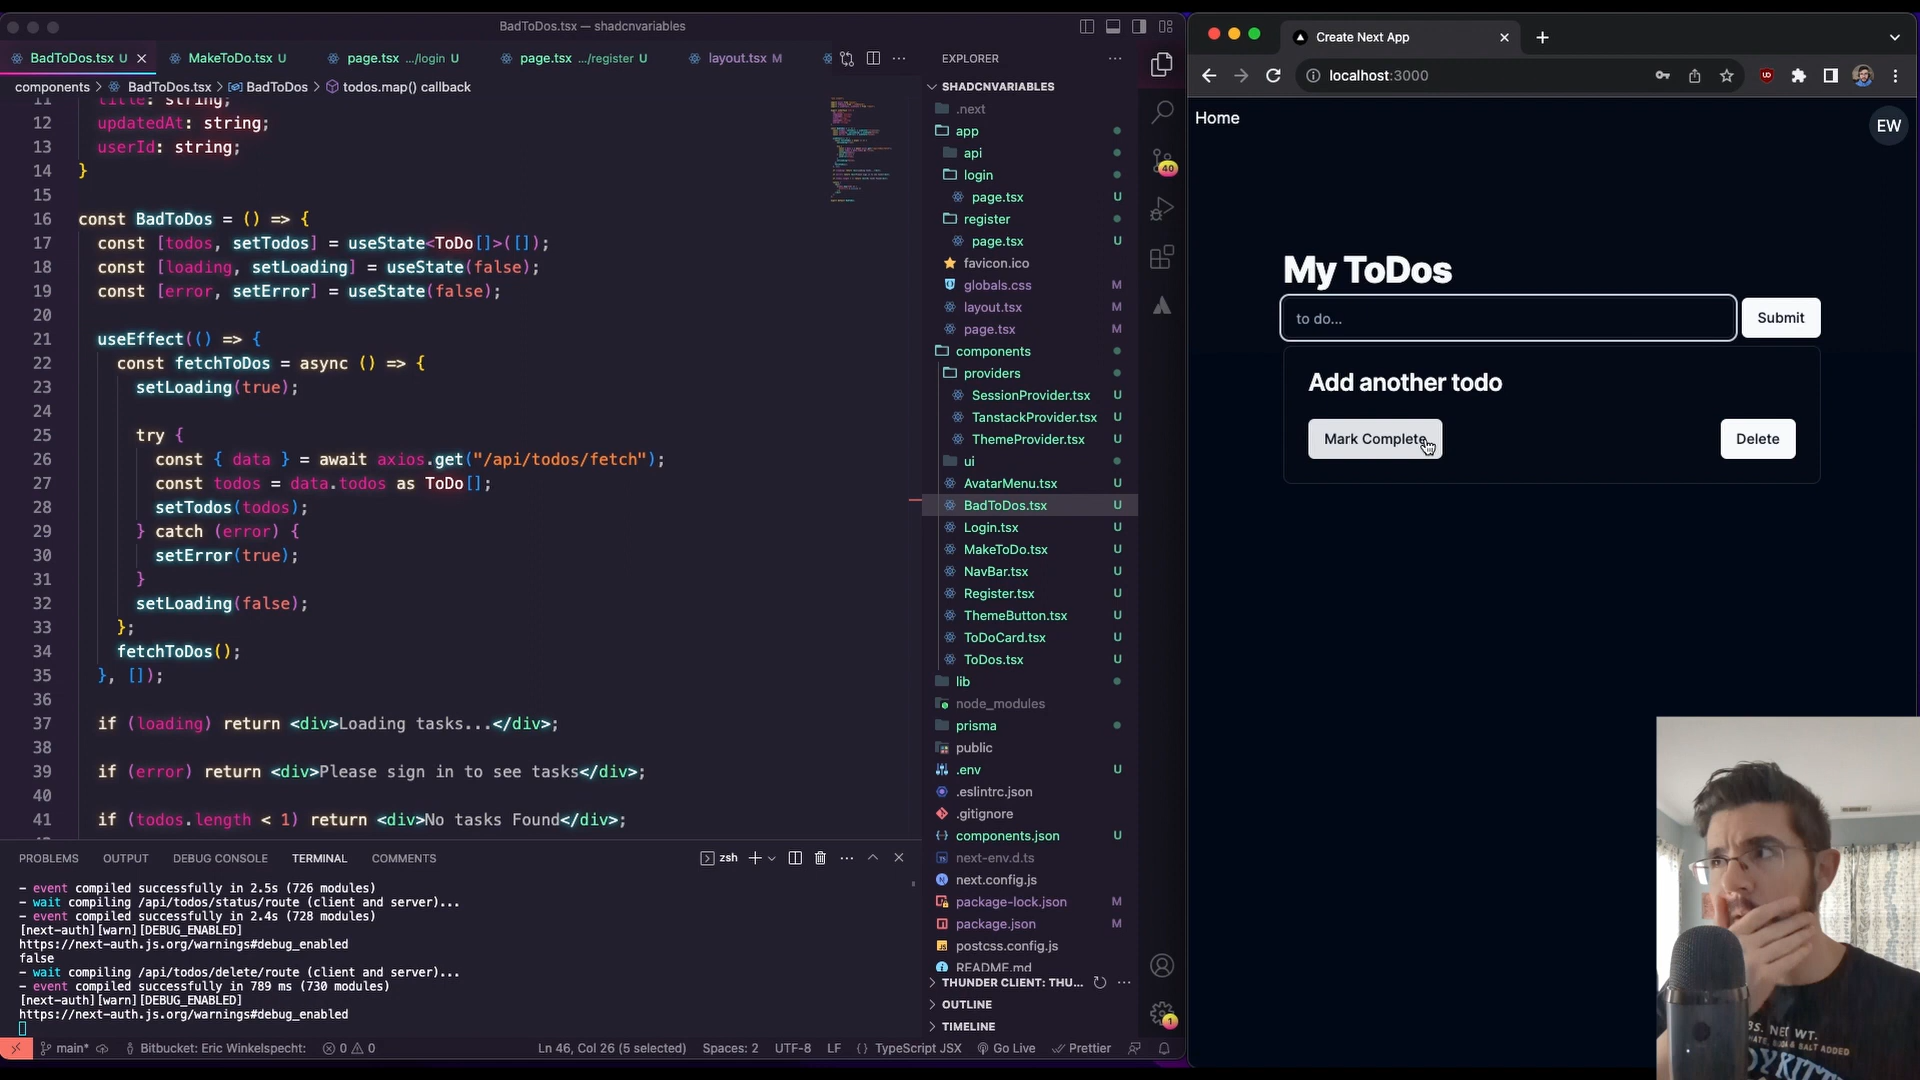 BadToDos.tsx — shadcnvariables
BadToDos.tsx U
MakeToDo.tsx U
page.tsx .../login U
page.tsx .../register U
layout.tsx M
components > BadToDos.tsx > BadToDos > todos.map() callback
11 title: string;
12 updatedAt: string;
13 userId: string;
14 }
15
16 const BadToDos = () => {
17 const [todos, setTodos] = useState<ToDo[]>([]);
18 const [loading, setLoading] = useState(false);
19 const [error, setError] = useState(false);
20
21 useEffect(() => {
22 const fetchToDos = async () => {
23 setLoading(true);
24
25 try {
26 const { data } = await axios.get("/api/todos/fetch");
27 const todos = data.todos as ToDo[];
28 setTodos(todos);
29 } catch (error) {
30 setError(true);
31 }
32 setLoading(false);
33 };
34 fetchToDos();
35 }, []);
36
37 if (loading) return <div>Loading tasks...</div>;
38
39 if (error) return <div>Please sign in to see tasks</div>;
40
41 if (todos.length < 1) return <div>No tasks Found</div>;
PROBLEMS
OUTPUT
DEBUG CONSOLE
TERMINAL
COMMENTS
zsh
- event compiled successfully in 2.5s (726 modules)
- wait compiling /api/todos/status/route (client and server)...
- event compiled successfully in 2.4s (728 modules)
[next-auth][warn][DEBUG_ENABLED]
https://next-auth.js.org/warnings#debug_enabled
false
- wait compiling /api/todos/delete/route (client and server)...
- event compiled successfully in 789 ms (730 modules)
[next-auth][warn][DEBUG_ENABLED]
https://next-auth.js.org/warnings#debug_enabled
main*
Bitbucket: Eric Winkelspecht:
0 0
Ln 46, Col 26 (5 selected)
Spaces: 2
UTF-8
LF
{} TypeScript JSX
Go Live
Prettier
EXPLORER
SHADCNVARIABLES
.next
app
api
login
page.tsx U
register
page.tsx U
favicon.ico
globals.css M
layout.tsx M
page.tsx M
components
providers
SessionProvider.tsx U
TanstackProvider.tsx U
ThemeProvider.tsx U
ui
AvatarMenu.tsx U
BadToDos.tsx U
Login.tsx U
MakeToDo.tsx U
NavBar.tsx U
Register.tsx U
ThemeButton.tsx U
ToDoCard.tsx U
ToDos.tsx U
lib
node_modules
prisma
public
.env U
.eslintrc.json
.gitignore
components.json U
next-env.d.ts
next.config.js
package-lock.json M
package.json M
postcss.config.js
README.md
THUNDER CLIENT: THU...
OUTLINE
TIMELINE
40
1
Create Next App
localhost:3000
Home
EW
My ToDos
to do...
Submit
Add another todo
Mark Complete
Delete